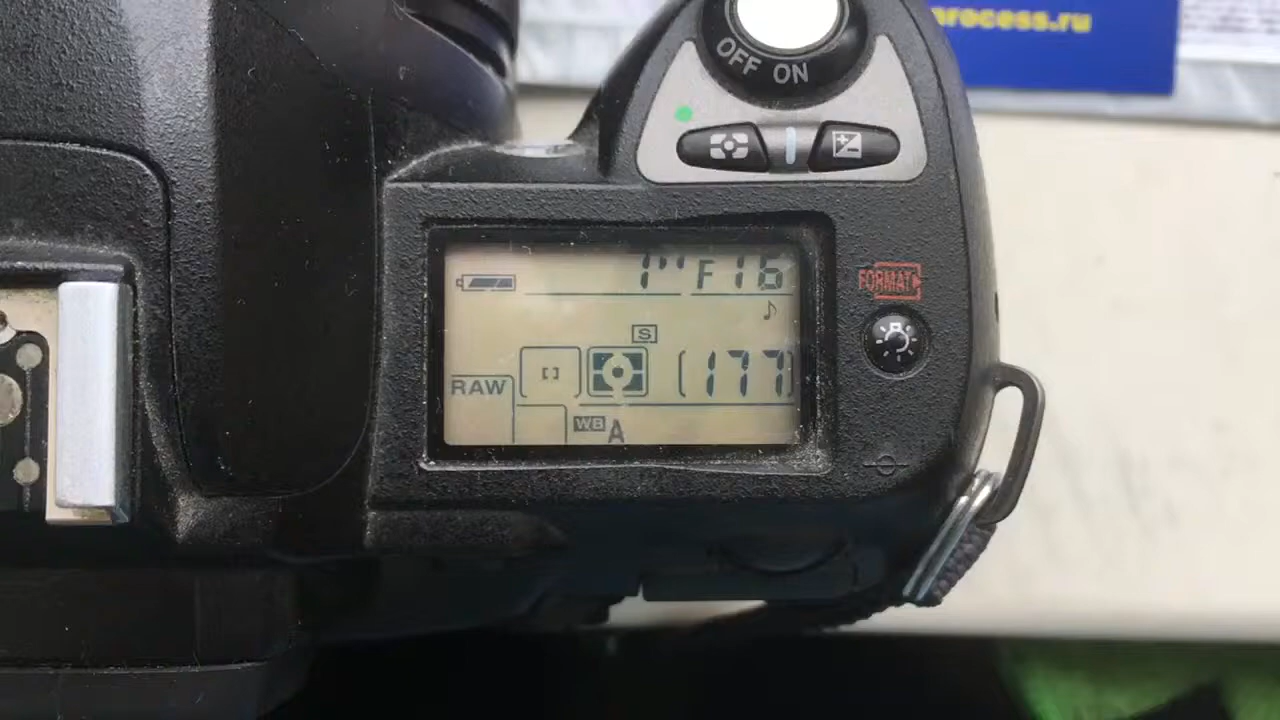 process.ru
OFF ON
1" F16
FORMAT
S
RAW
[177]
WB A